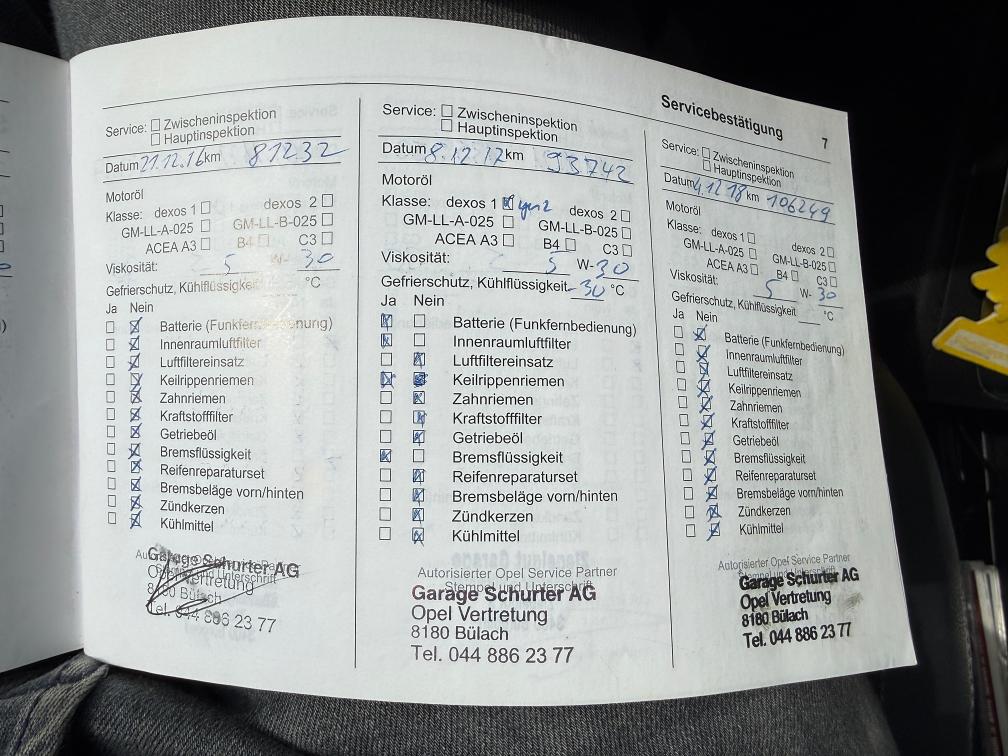 Servicebestätigung 7
Service: ☐ Zwischeninspektion
☐ Hauptinspektion
Datum 21.12.16 km 81232
Motoröl
Klasse: dexos 1 ☐ dexos 2 ☐
GM-LL-A-025 ☐ GM-LL-B-025 ☐
ACEA A3 ☐ B4 ☐ C3 ☐
Viskosität: 5 W- 30
Gefrierschutz, Kühlflüssigkeit °C
Ja Nein
☐ ☒ Batterie (Funkfernbedienung)
☐ ☒ Innenraumluftfilter
☐ ☒ Luftfiltereinsatz
☐ ☒ Keilrippenriemen
☐ ☒ Zahnriemen
☐ ☒ Kraftstofffilter
☐ ☒ Getriebeöl
☐ ☒ Bremsflüssigkeit
☐ ☒ Reifenreparaturset
☐ ☒ Bremsbeläge vorn/hinten
☐ ☒ Zündkerzen
☐ ☒ Kühlmittel
Stempel und Unterschrift
Garage Schurter AG
Opel Vertretung
8180 Bülach
Tel. 044 886 23 77
Service: ☐ Zwischeninspektion
☐ Hauptinspektion
Datum 8.12.17 km 93742
Motoröl
Klasse: dexos 1 ☒ dexos 2 ☐
GM-LL-A-025 ☐ GM-LL-B-025 ☐
ACEA A3 ☐ B4 ☐ C3 ☐
Viskosität: 5 W- 30
Gefrierschutz, Kühlflüssigkeit -30 °C
Ja Nein
☒ ☐ Batterie (Funkfernbedienung)
☒ ☐ Innenraumluftfilter
☐ ☒ Luftfiltereinsatz
☒ ☒ Keilrippenriemen
☐ ☒ Zahnriemen
☐ ☒ Kraftstofffilter
☐ ☒ Getriebeöl
☒ ☐ Bremsflüssigkeit
☐ ☒ Reifenreparaturset
☐ ☒ Bremsbeläge vorn/hinten
☐ ☒ Zündkerzen
☐ ☒ Kühlmittel
Autorisierter Opel Service Partner
Stempel und Unterschrift
Garage Schurter AG
Opel Vertretung
8180 Bülach
Tel. 044 886 23 77
Service: ☐ Zwischeninspektion
☐ Hauptinspektion
Datum 4.12.18 km 106249
Motoröl
Klasse: dexos 1 ☐ dexos 2 ☐
GM-LL-A-025 ☐ GM-LL-B-025 ☐
ACEA A3 ☐ B4 ☐ C3 ☐
Viskosität: 5 W- 30
Gefrierschutz, Kühlflüssigkeit °C
Ja Nein
☐ ☒ Batterie (Funkfernbedienung)
☐ ☒ Innenraumluftfilter
☐ ☒ Luftfiltereinsatz
☐ ☒ Keilrippenriemen
☐ ☒ Zahnriemen
☐ ☒ Kraftstofffilter
☐ ☒ Getriebeöl
☐ ☒ Bremsflüssigkeit
☐ ☒ Reifenreparaturset
☐ ☒ Bremsbeläge vorn/hinten
☐ ☒ Zündkerzen
☐ ☒ Kühlmittel
Autorisierter Opel Service Partner
Stempel und Unterschrift
Garage Schurter AG
Opel Vertretung
8180 Bülach
Tel. 044 886 23 77